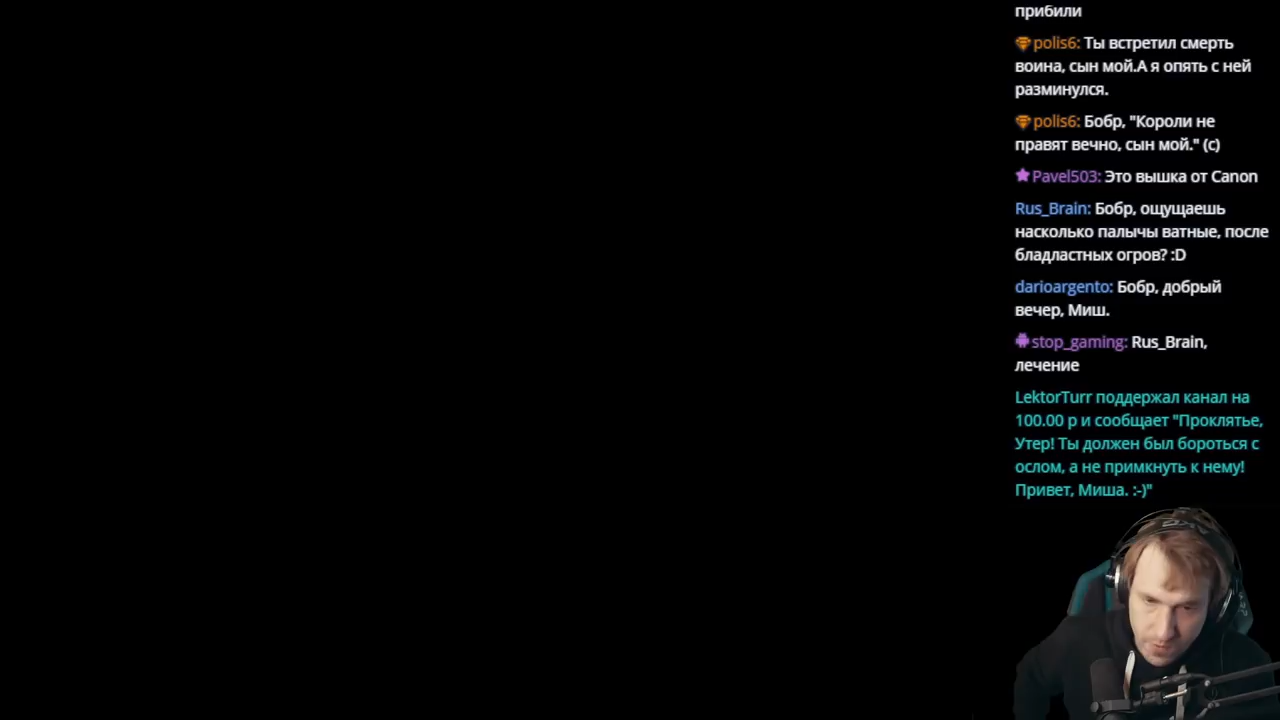 прибили
polis6: Ты встретил смерть
воина, сын мой.А я опять с ней
разминулся.
polis6: Бобр, "Короли не
правят вечно, сын мой." (с)
Pavel503: Это вышка от Canon
Rus_Brain: Бобр, ощущаешь
насколько палычы ватные, после
бладластных огров? :D
darioargento: Бобр, добрый
вечер, Миш.
stop_gaming: Rus_Brain,
лечение
LektorTurr поддержал канал на
100.00 р и сообщает "Проклятье,
Утер! Ты должен был бороться с
ослом, а не примкнуть к нему!
Привет, Миша. :-)"